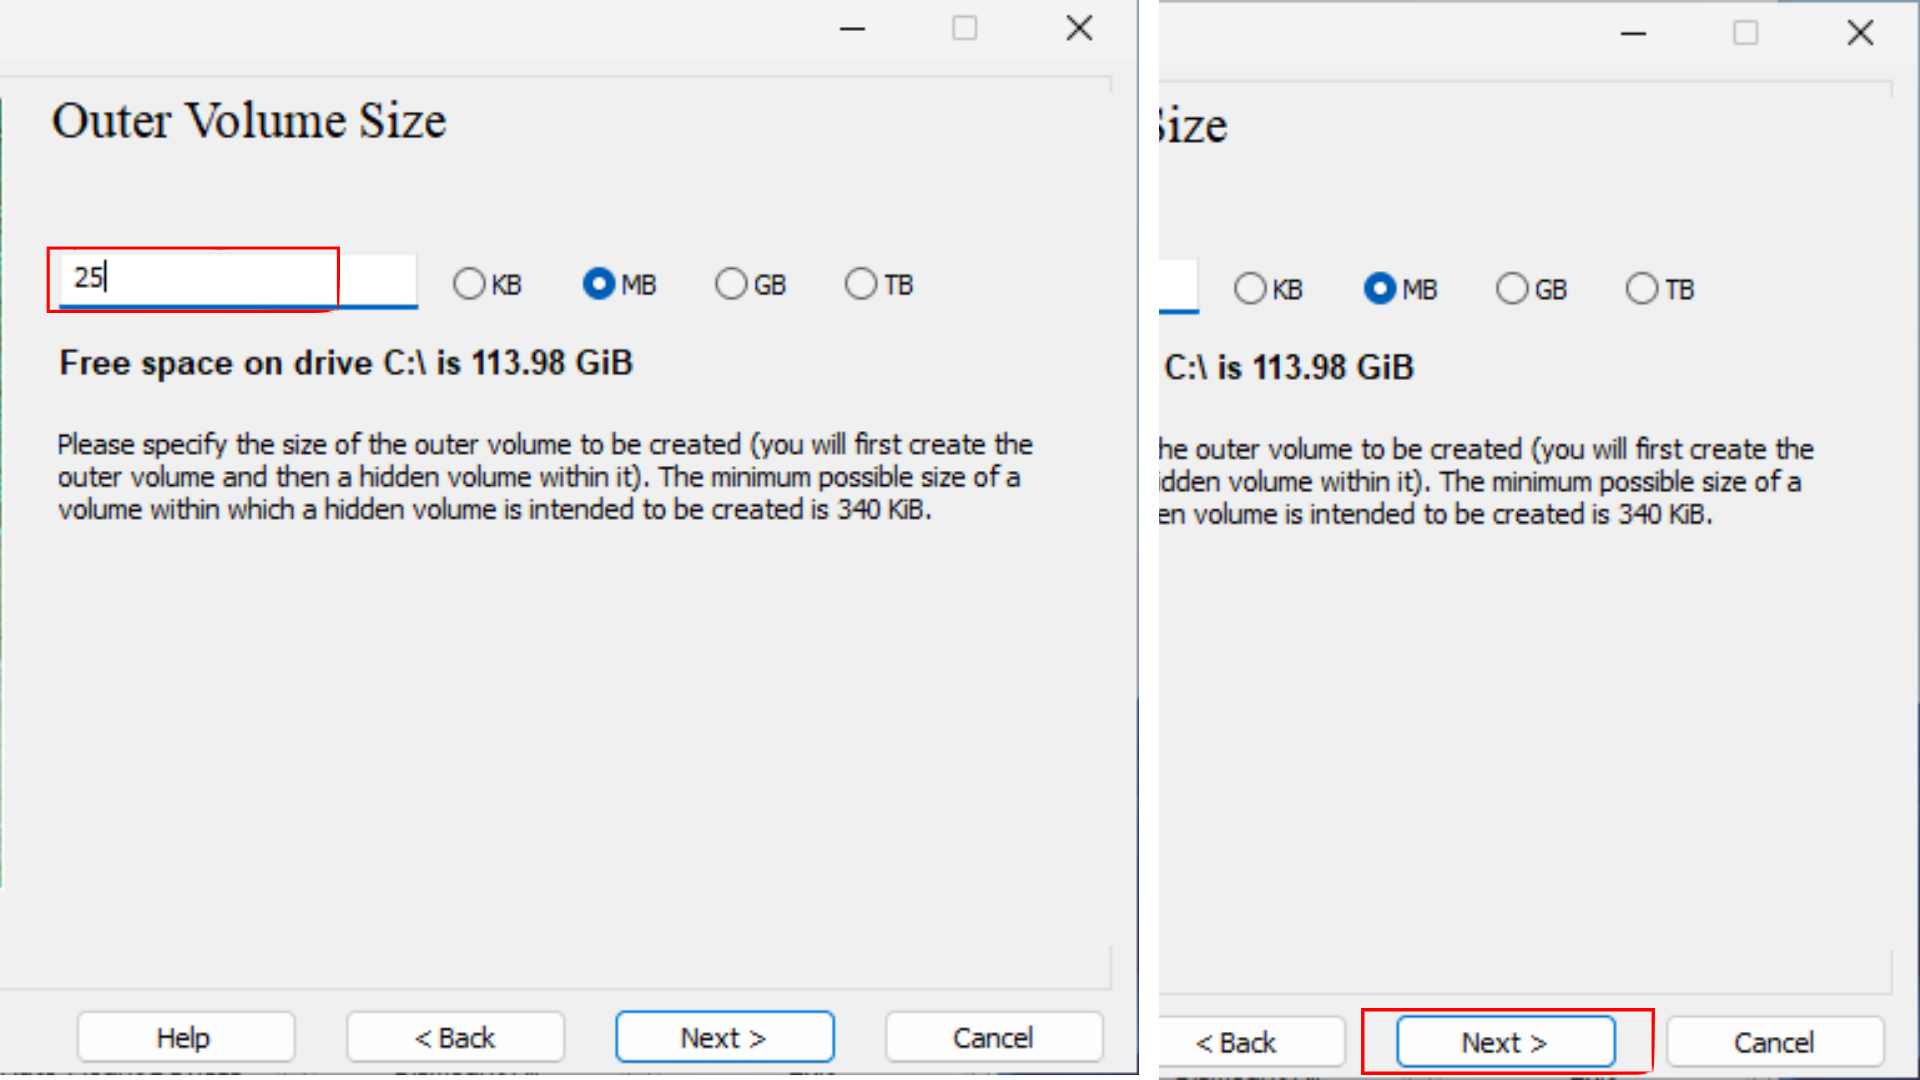 Outer Volume Size
25
KB MB GB TB
Free space on drive C:\ is 113.98 GiB
Please specify the size of the outer volume to be created (you will first create the
outer volume and then a hidden volume within it). The minimum possible size of a
volume within which a hidden volume is intended to be created is 340 KiB.
Help < Back Next > Cancel
Size
KB MB GB TB
C:\ is 113.98 GiB
he outer volume to be created (you will first create the
idden volume within it). The minimum possible size of a
en volume is intended to be created is 340 KiB.
< Back Next > Cancel